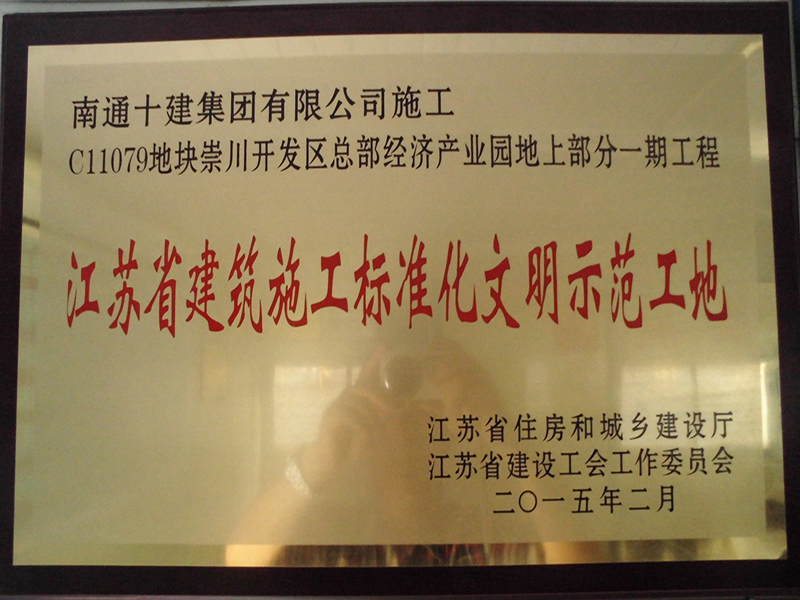 南通十建集团有限公司施工
C11079地块崇川开发区总部经济产业园地上部分一期工程
江苏省建筑施工标准化文明示范工地
江苏省住房和城乡建设厅
江苏省建设工会工作委员会
二〇一五年二月